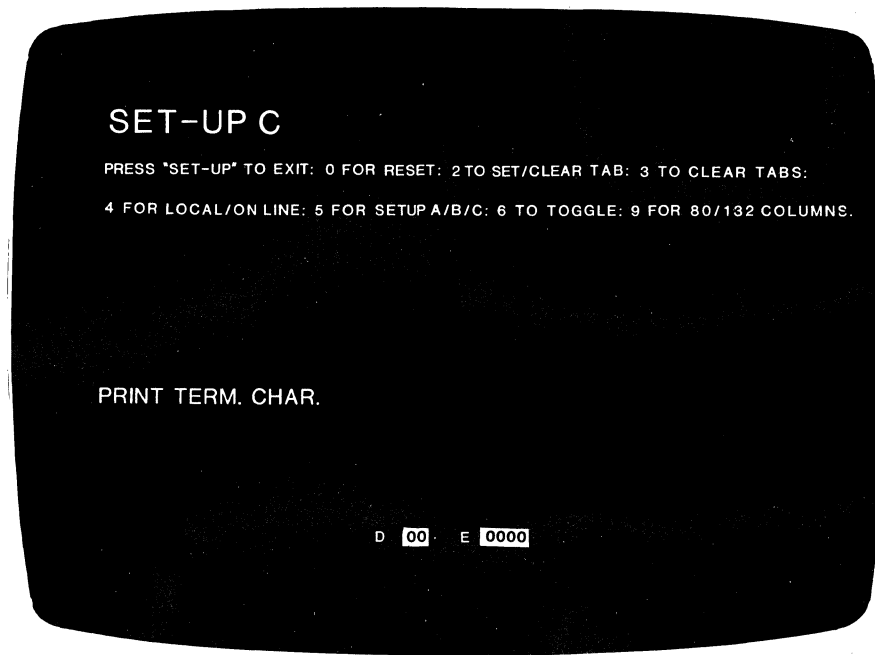 SET-UP C
PRESS "SET-UP" TO EXIT: 0 FOR RESET: 2 TO SET/CLEAR TAB: 3 TO CLEAR TABS:
4 FOR LOCAL/ON LINE: 5 FOR SETUP A/B/C: 6 TO TOGGLE: 9 FOR 80/132 COLUMNS.
PRINT TERM. CHAR.
D 00 E 0000